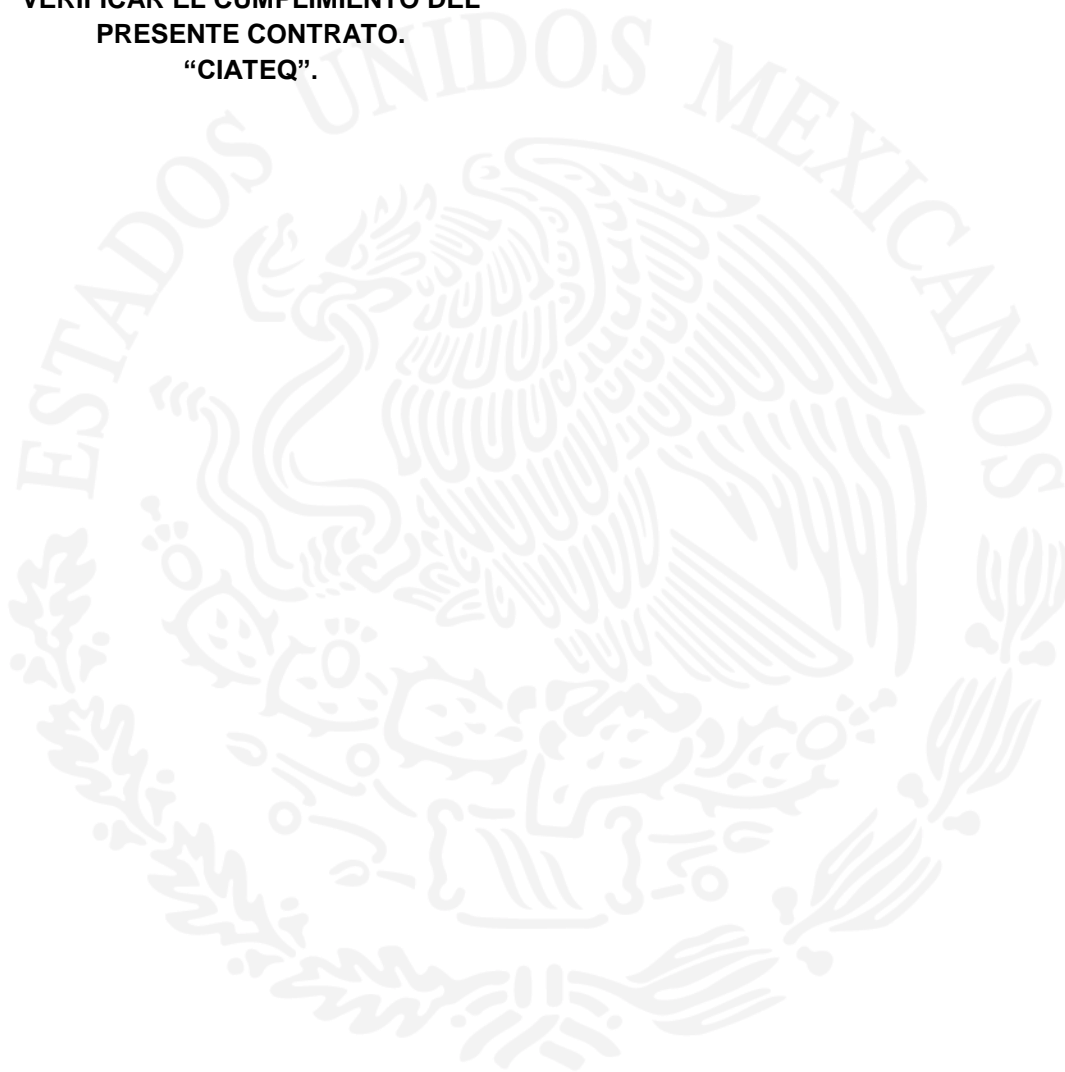 VERIFICAR EL CUMPLIMIENTO DEL
PRESENTE CONTRATO.
“CIATEQ”.
ESTADOS UNIDOS MEXICANOS